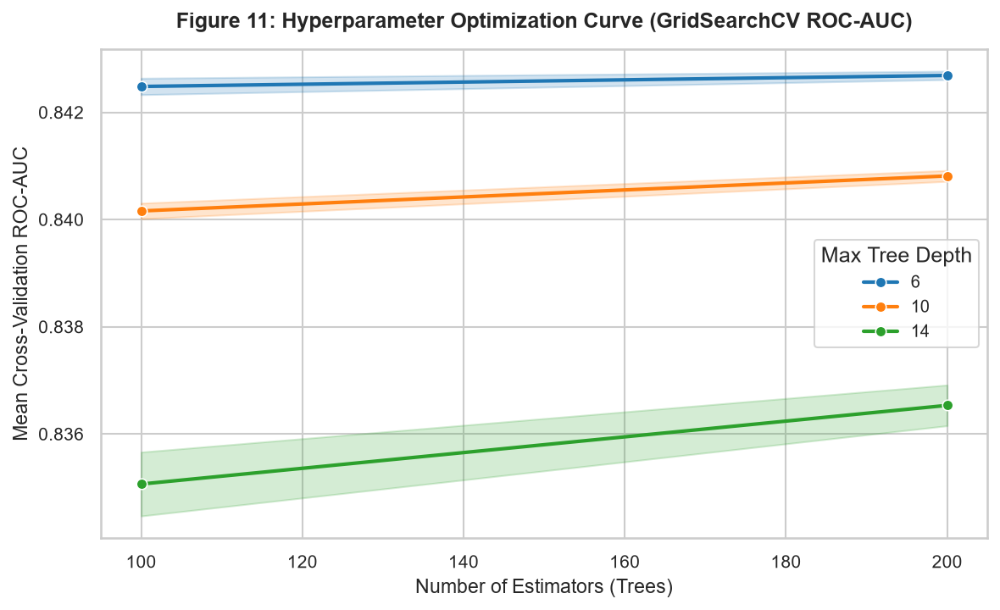 Figure 11: Hyperparameter Optimization Curve (GridSearchCV ROC-AUC)
Mean Cross-Validation ROC-AUC
0.842
0.840
0.838
0.836
Max Tree Depth
6
10
14
100 120 140 160 180 200
Number of Estimators (Trees)